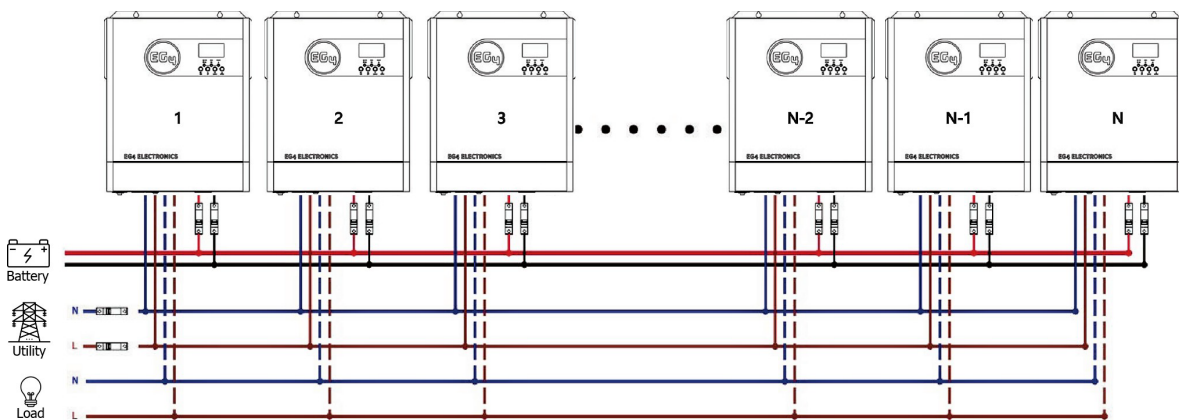 EG4 EG4 EG4 EG4 EG4 EG4
1 2 3 N-2 N-1 N
EG4 ELECTRONICS EG4 ELECTRONICS EG4 ELECTRONICS EG4 ELECTRONICS EG4 ELECTRONICS EG4 ELECTRONICS
Battery
N
Utility
L
N
Load
L